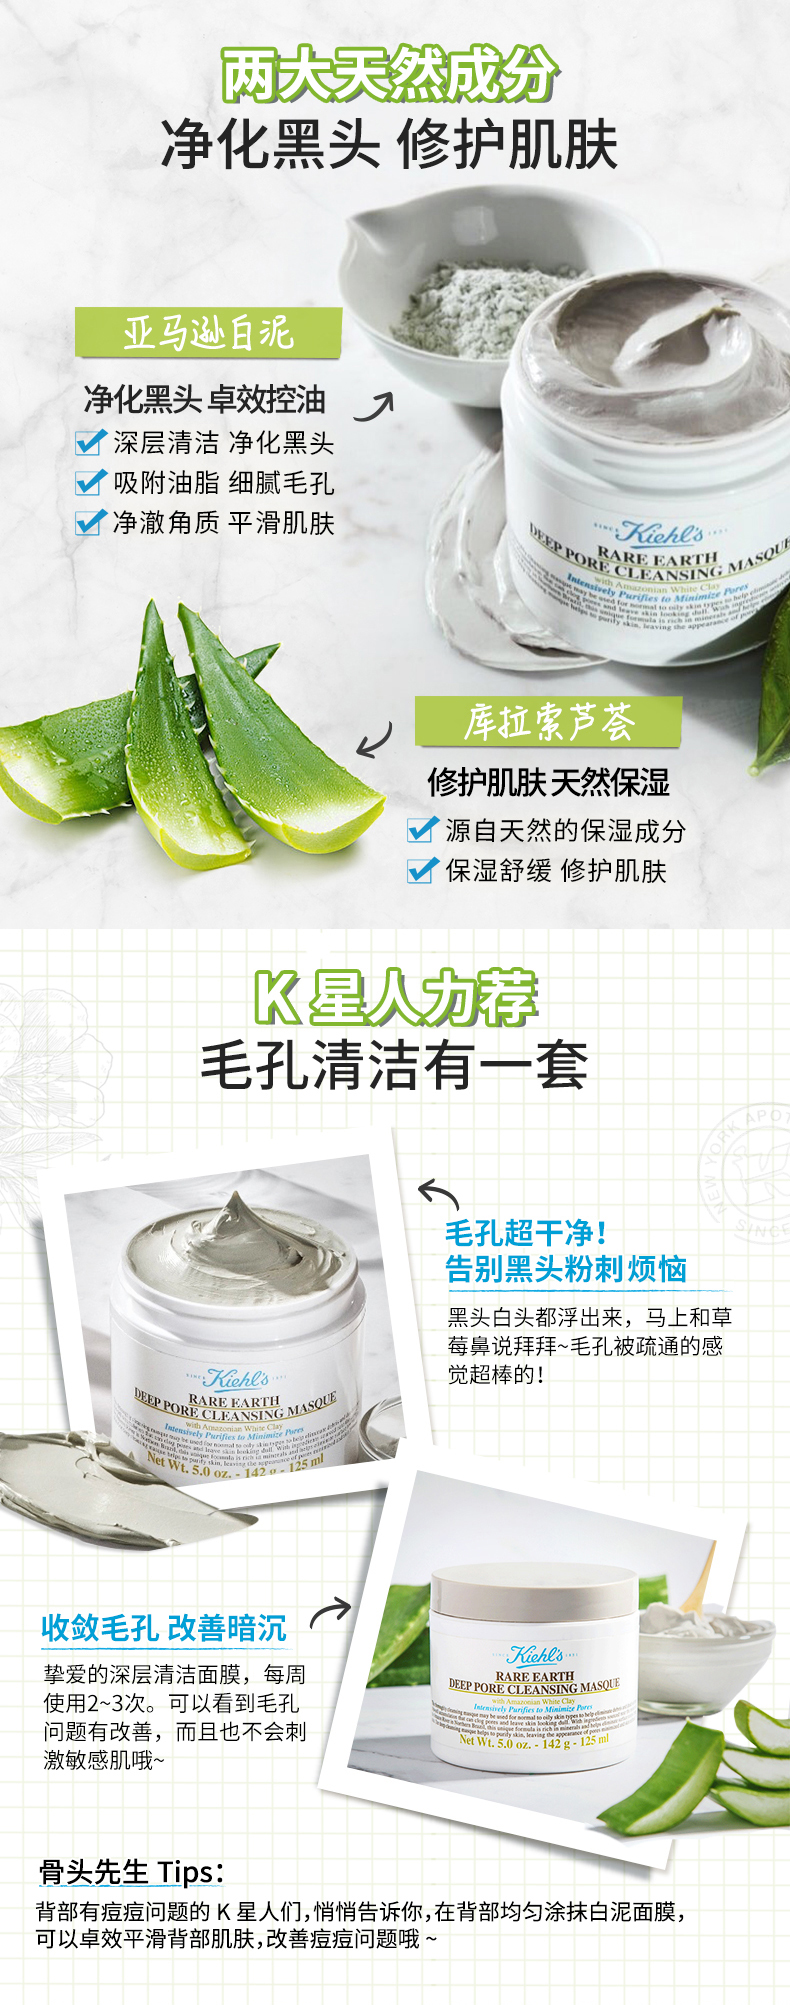 两大天然成分
净化黑头 修护肌肤
亚马逊白泥
净化黑头 卓效控油
深层清洁 净化黑头
吸附油脂 细腻毛孔
净澈角质 平滑肌肤
SINCE Kiehl's 1851
RARE EARTH
DEEP PORE CLEANSING MASQUE
with Amazonian White Clay
Intensively Purifies to Minimize Pores
库拉索芦荟
修护肌肤 天然保湿
源自天然的保湿成分
保湿舒缓 修护肌肤
K 星人力荐
毛孔清洁有一套
NEW YORK APOT
SINCE
毛孔超干净！
告别黑头粉刺烦恼
黑头白头都浮出来，马上和草
莓鼻说拜拜~毛孔被疏通的感
觉超棒的！
SINCE Kiehl's 1851
RARE EARTH
DEEP PORE CLEANSING MASQUE
with Amazonian White Clay
Intensively Purifies to Minimize Pores
Net Wt. 5.0 oz. - 142 g - 125 ml
收敛毛孔 改善暗沉
挚爱的深层清洁面膜，每周
使用2~3次。可以看到毛孔
问题有改善，而且也不会刺
激敏感肌哦~
SINCE Kiehl's 1851
RARE EARTH
DEEP PORE CLEANSING MASQUE
with Amazonian White Clay
Intensively Purifies to Minimize Pores
Net Wt. 5.0 oz. - 142 g - 125 ml
骨头先生 Tips：
背部有痘痘问题的 K 星人们，悄悄告诉你，在背部均匀涂抹白泥面膜，
可以卓效平滑背部肌肤，改善痘痘问题哦 ~